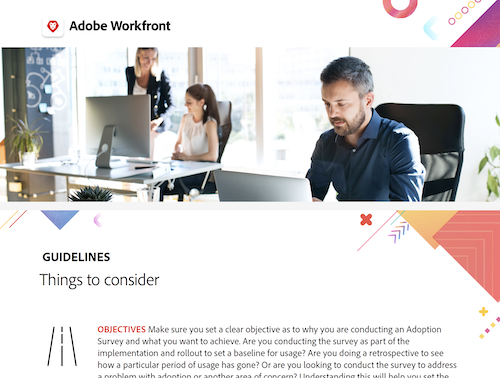 Adobe Workfront
GUIDELINES
Things to consider
OBJECTIVES Make sure you set a clear objective as to why you are conducting an Adoption
Survey and what you want to achieve. Are you conducting the survey as part of the
implementation and rollout to set a baseline for usage? Are you doing a retrospective to see
how a particular period of usage has gone? Or are you looking to conduct the survey to address
a problem with adoption or another area of concern? Understanding this will help you set the